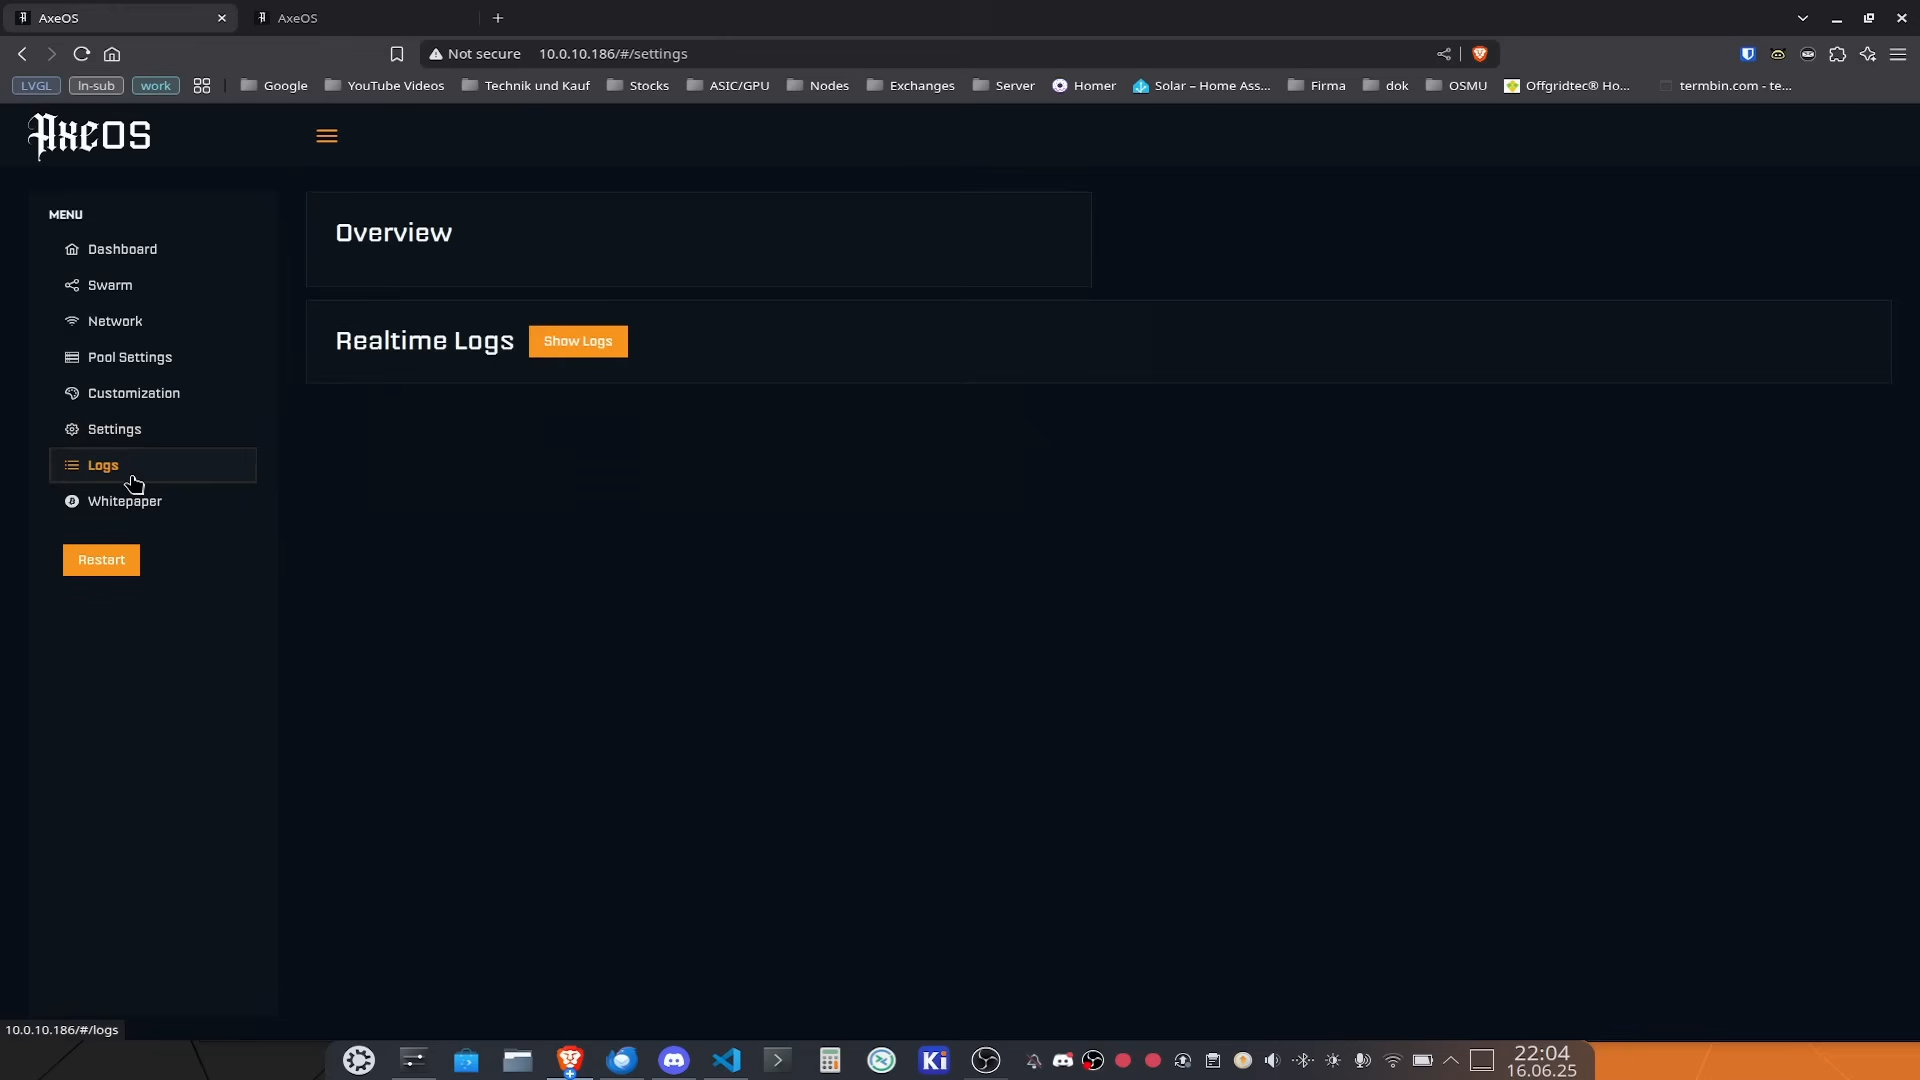 AxeOS
AxeOS
Not secure 10.0.10.186/#/settings
LVGL In-sub work Google YouTube Videos Technik und Kauf Stocks ASIC/GPU Nodes Exchanges Server Homer Solar – Home Ass... Firma dok OSMU Offgridtec® Ho... termbin.com - te...
AxeOS
MENU
Dashboard
Swarm
Network
Pool Settings
Customization
Settings
Logs
Whitepaper
Restart
Overview
Realtime Logs Show Logs
10.0.10.186/#/logs
Ki
22:04
16.06.25